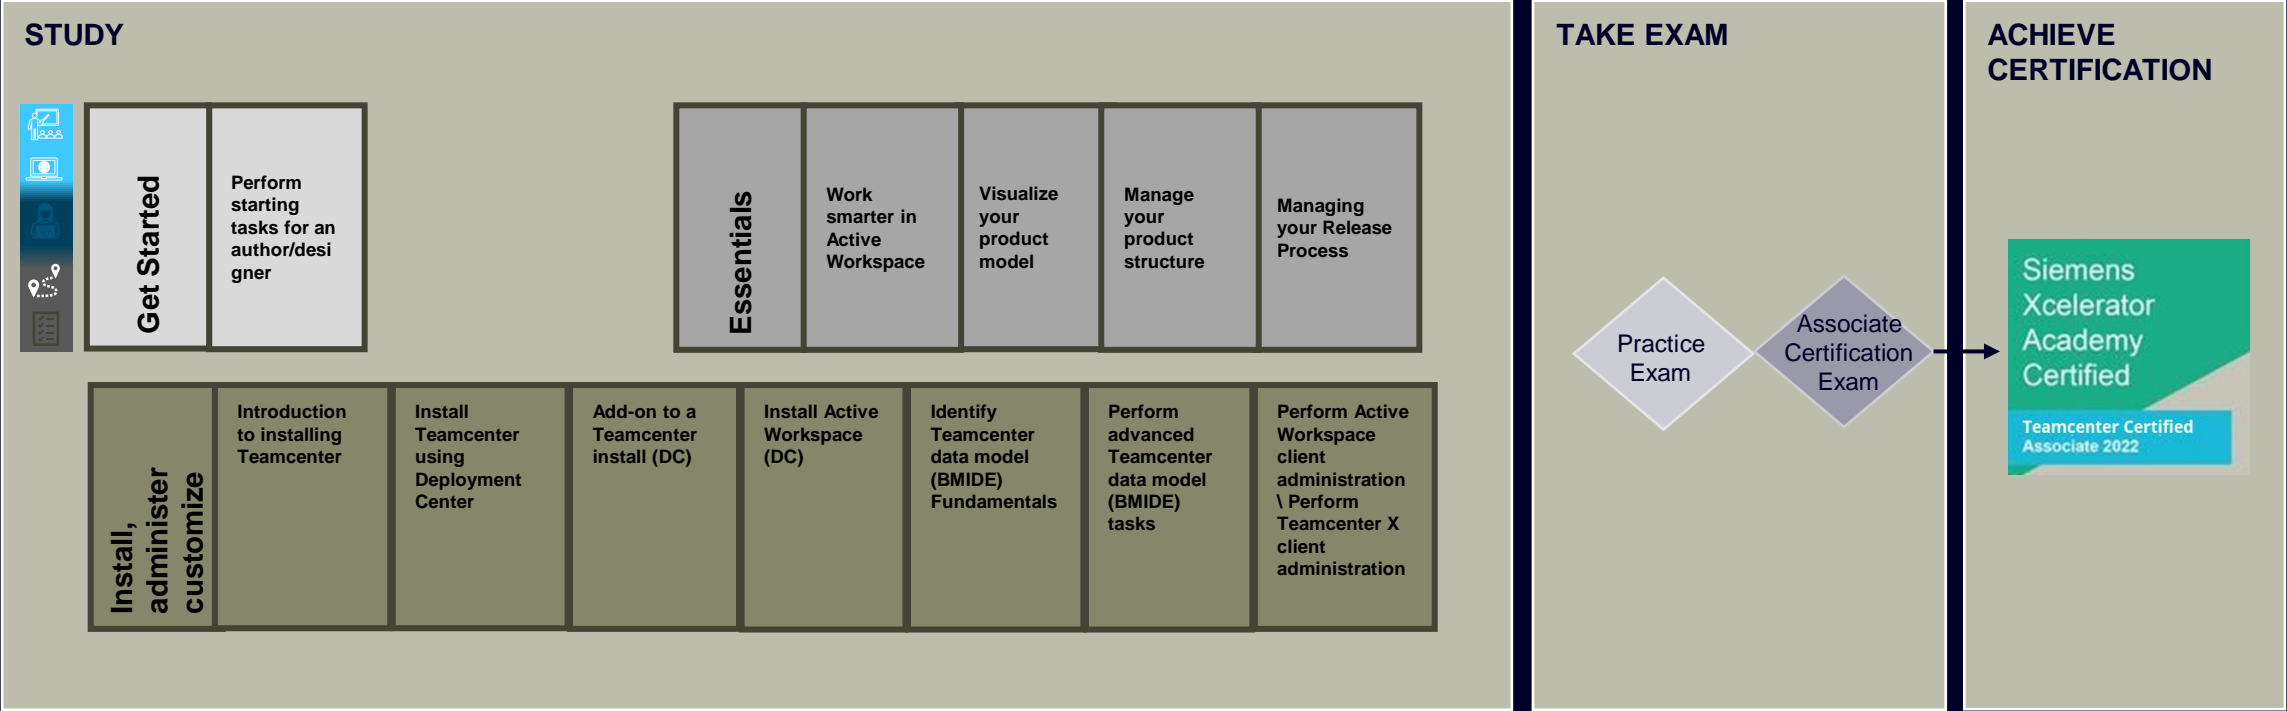 STUDY
Get Started
Perform
starting
tasks for an
author/desi
gner
Essentials
Work
smarter in
Active
Workspace
Visualize
your
product
model
Manage
your
product
structure
Managing
your Release
Process
Install,
administer
customize
Introduction
to installing
Teamcenter
Install
Teamcenter
using
Deployment
Center
Add-on to a
Teamcenter
install (DC)
Install Active
Workspace
(DC)
Identify
Teamcenter
data model
(BMIDE)
Fundamentals
Perform
advanced
Teamcenter
data model
(BMIDE)
tasks
Perform Active
Workspace
client
administration
\ Perform
Teamcenter X
client
administration
TAKE EXAM
Practice
Exam
Associate
Certification
Exam
ACHIEVE
CERTIFICATION
Siemens
Xcelerator
Academy
Certified
Teamcenter Certified
Associate 2022